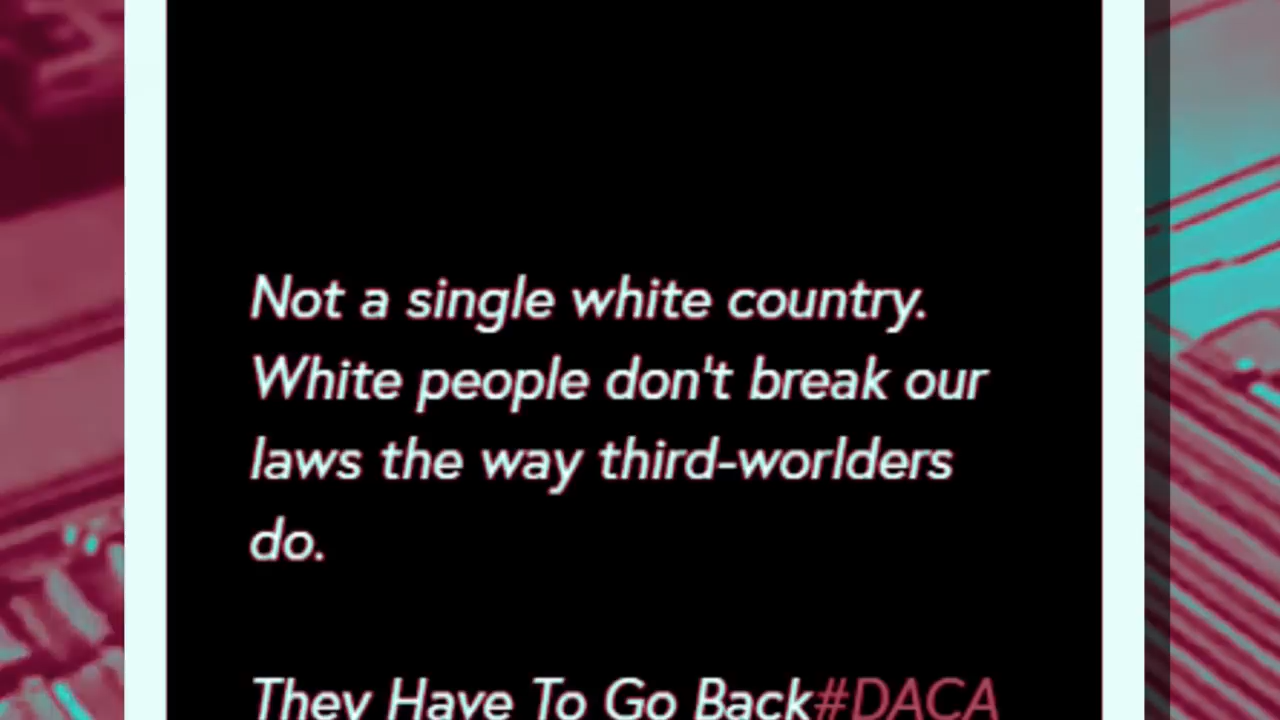 Not a single white country.
White people don't break our
laws the way third-worlders
do.
They Have To Go Back#DACA